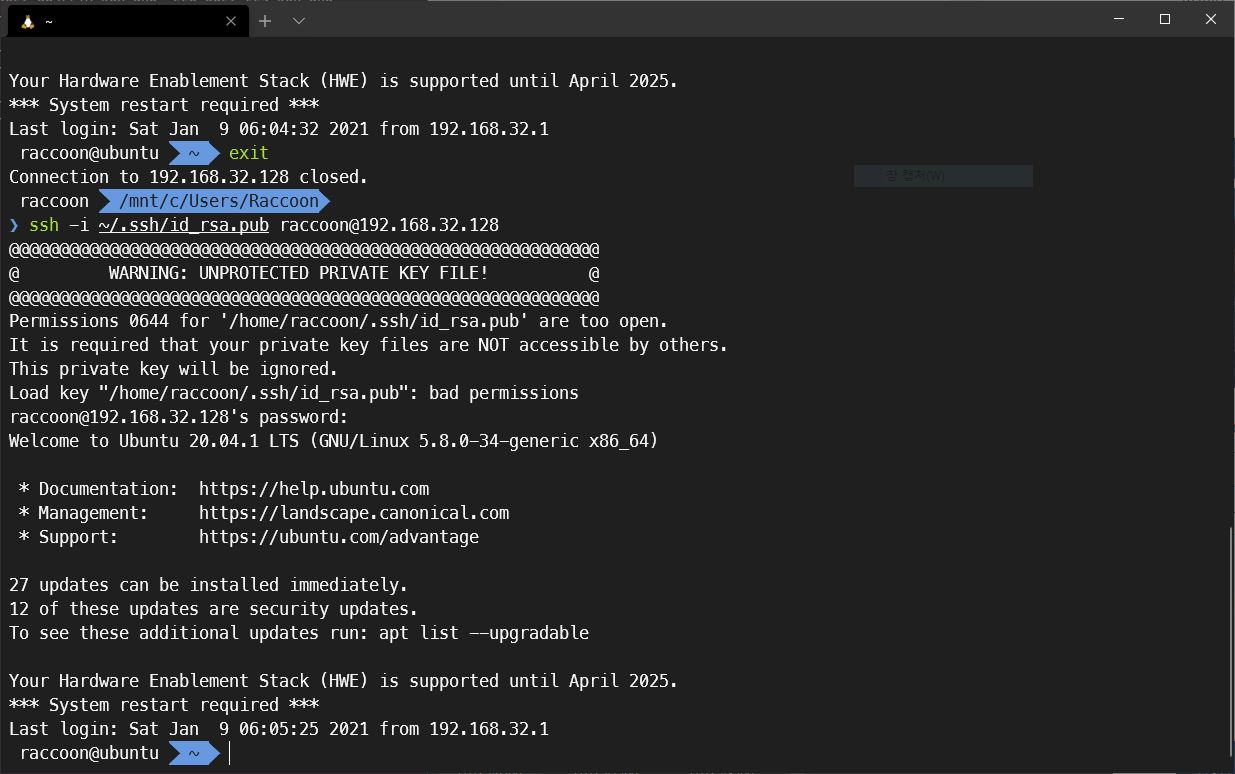 ~
Your Hardware Enablement Stack (HWE) is supported until April 2025.
*** System restart required ***
Last login: Sat Jan  9 06:04:32 2021 from 192.168.32.1
raccoon@ubuntu ~ exit
Connection to 192.168.32.128 closed.
raccoon /mnt/c/Users/Raccoon
❯ ssh -i ~/.ssh/id_rsa.pub raccoon@192.168.32.128
@@@@@@@@@@@@@@@@@@@@@@@@@@@@@@@@@@@@@@@@@@@@@@@@@@@@@@@@@@@
@         WARNING: UNPROTECTED PRIVATE KEY FILE!          @
@@@@@@@@@@@@@@@@@@@@@@@@@@@@@@@@@@@@@@@@@@@@@@@@@@@@@@@@@@@
Permissions 0644 for '/home/raccoon/.ssh/id_rsa.pub' are too open.
It is required that your private key files are NOT accessible by others.
This private key will be ignored.
Load key "/home/raccoon/.ssh/id_rsa.pub": bad permissions
raccoon@192.168.32.128's password:
Welcome to Ubuntu 20.04.1 LTS (GNU/Linux 5.8.0-34-generic x86_64)
* Documentation:  https://help.ubuntu.com
* Management:     https://landscape.canonical.com
* Support:        https://ubuntu.com/advantage
27 updates can be installed immediately.
12 of these updates are security updates.
To see these additional updates run: apt list --upgradable
Your Hardware Enablement Stack (HWE) is supported until April 2025.
*** System restart required ***
Last login: Sat Jan  9 06:05:25 2021 from 192.168.32.1
raccoon@ubuntu ~
창 캡처(W)